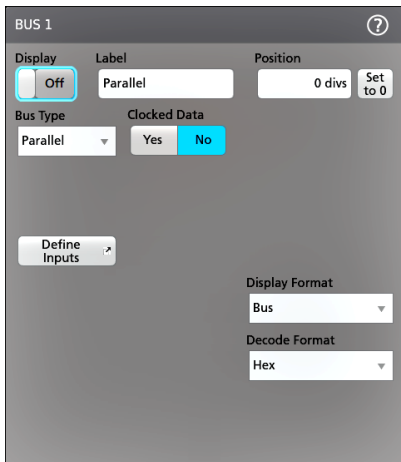 BUS 1
?
Display Label Position
Off Parallel 0 divs Set
to 0
Bus Type Clocked Data
Parallel Yes No
Define
Inputs
Display Format
Bus
Decode Format
Hex